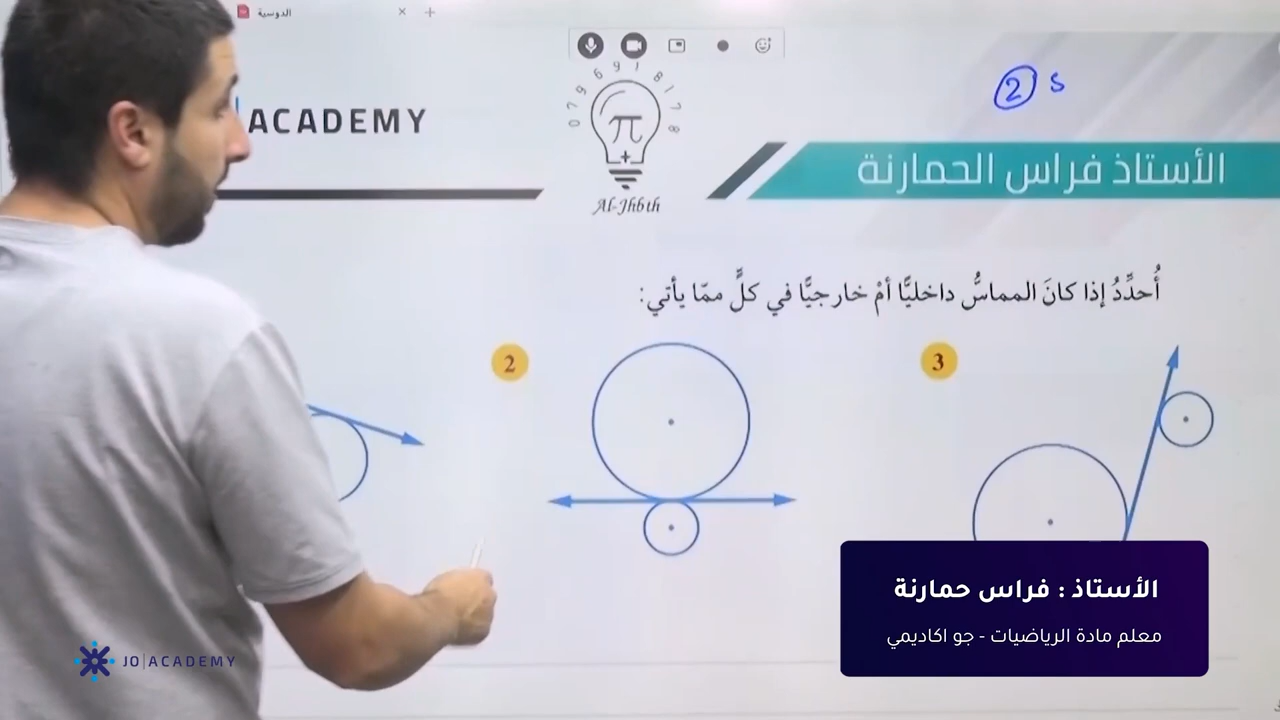 الدوسية
ACADEMY
0796918178
π
Al-Jhbth
2 s
الأستاذ فراس الحمارنة
أُحدِّدُ إذا كانَ المماسُّ داخليًّا أمْ خارجيًّا في كلٍّ ممّا يأتي:
2
3
الأستاذ : فراس حمارنة
معلم مادة الرياضيات - جو اكاديمي
JO|ACADEMY